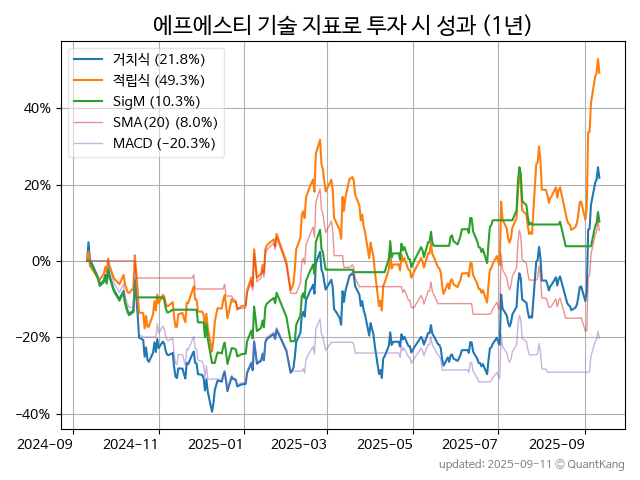 에프에스티 기술 지표로 투자 시 성과 (1년)
거치식 (21.8%)
적립식 (49.3%)
SigM (10.3%)
SMA(20) (8.0%)
MACD (−20.3%)
40%
20%
0%
−20%
−40%
2024−09 2024−11 2025−01 2025−03 2025−05 2025−07 2025−09
updated: 2025−09−11 © QuantKang